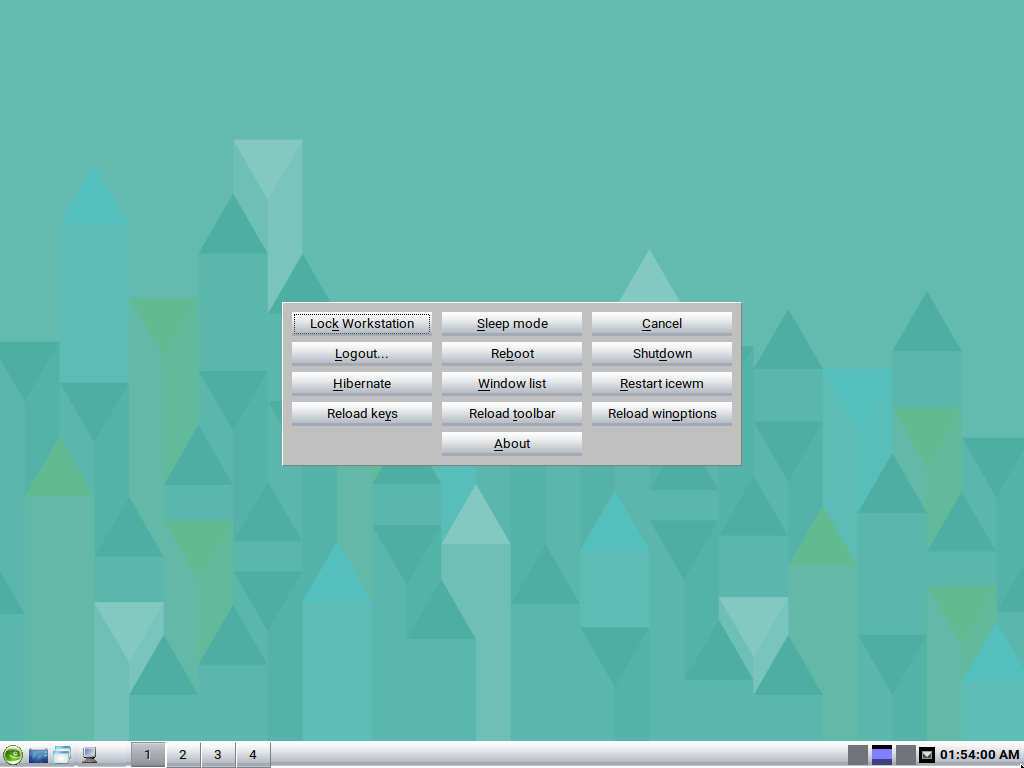 Lock Workstation Sleep mode Cancel
Logout... Reboot Shutdown
Hibernate Window list Restart icewm
Reload keys Reload toolbar Reload winoptions
About
1 2 3 4 01:54:00 AM